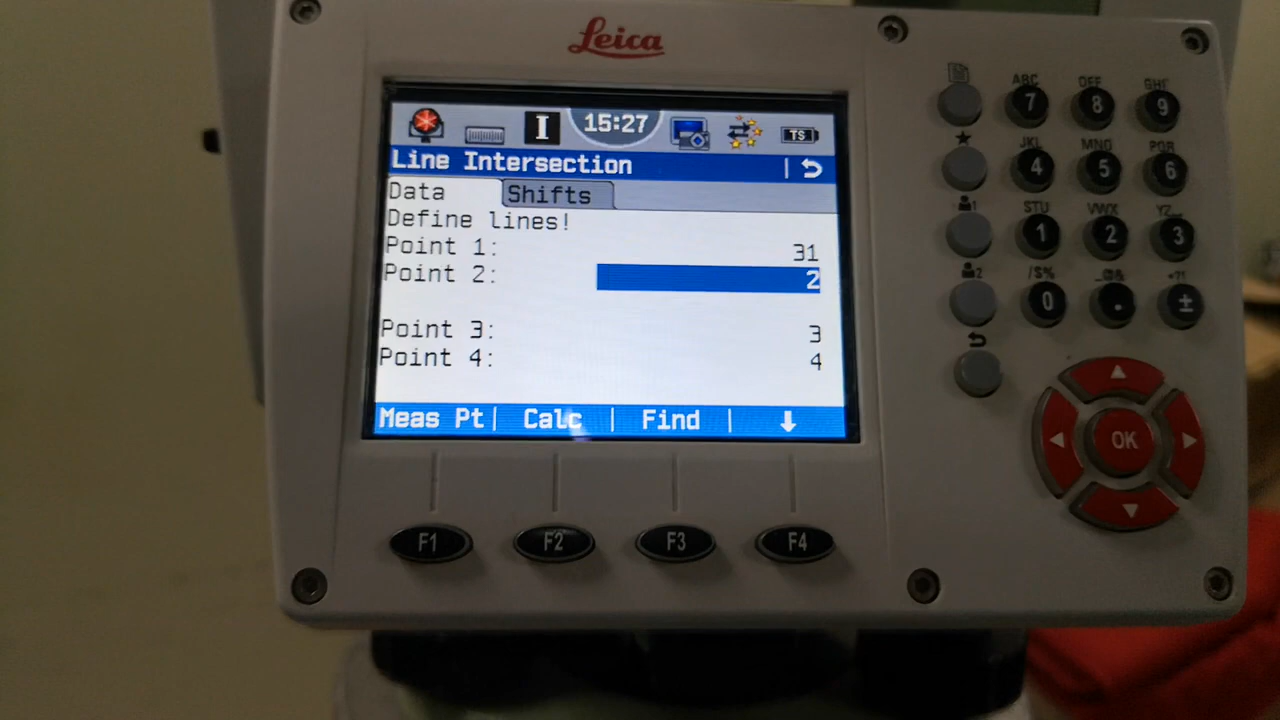 Leica
I 15:27 TS
Line Intersection
Data Shifts
Define lines!
Point 1: 31
Point 2: 2
Point 3: 3
Point 4: 4
Meas Pt Calc Find
F1 F2 F3 F4
ABC DEF GHI
7 8 9
JKL MNO PQR
4 5 6
1 STU VWX YZ_
1 2 3
2 /$% _@& *?!
0 . ±
OK